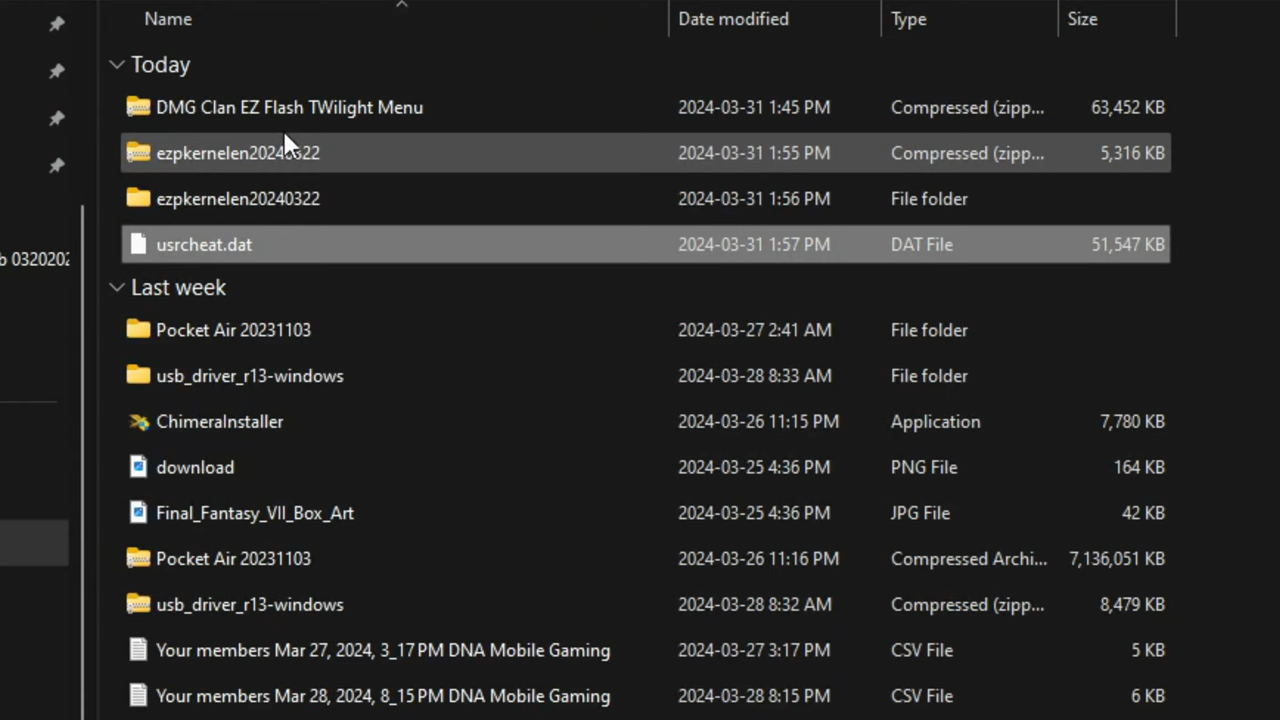 Name Date modified Type Size
Today
DMG Clan EZ Flash TWilight Menu 2024-03-31 1:45 PM Compressed (zipp... 63,452 KB
ezpkernelen20240322 2024-03-31 1:55 PM Compressed (zipp... 5,316 KB
ezpkernelen20240322 2024-03-31 1:56 PM File folder
usrcheat.dat 2024-03-31 1:57 PM DAT File 51,547 KB
b 0320202
Last week
Pocket Air 20231103 2024-03-27 2:41 AM File folder
usb_driver_r13-windows 2024-03-28 8:33 AM File folder
ChimeraInstaller 2024-03-26 11:15 PM Application 7,780 KB
download 2024-03-25 4:36 PM PNG File 164 KB
Final_Fantasy_VII_Box_Art 2024-03-25 4:36 PM JPG File 42 KB
Pocket Air 20231103 2024-03-26 11:16 PM Compressed Archi... 7,136,051 KB
usb_driver_r13-windows 2024-03-28 8:32 AM Compressed (zipp... 8,479 KB
Your members Mar 27, 2024, 3_17 PM DNA Mobile Gaming 2024-03-27 3:17 PM CSV File 5 KB
Your members Mar 28, 2024, 8_15 PM DNA Mobile Gaming 2024-03-28 8:15 PM CSV File 6 KB